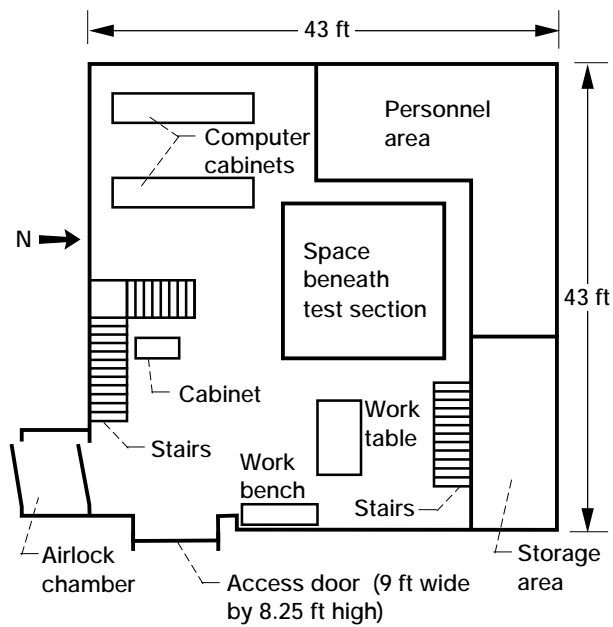 43 ft
Personnel
area
Computer
cabinets
N
Space
beneath
test section
43 ft
Cabinet
Work
table
Stairs
Work
bench
Stairs
Airlock
chamber
Access door (9 ft wide
by 8.25 ft high)
Storage
area